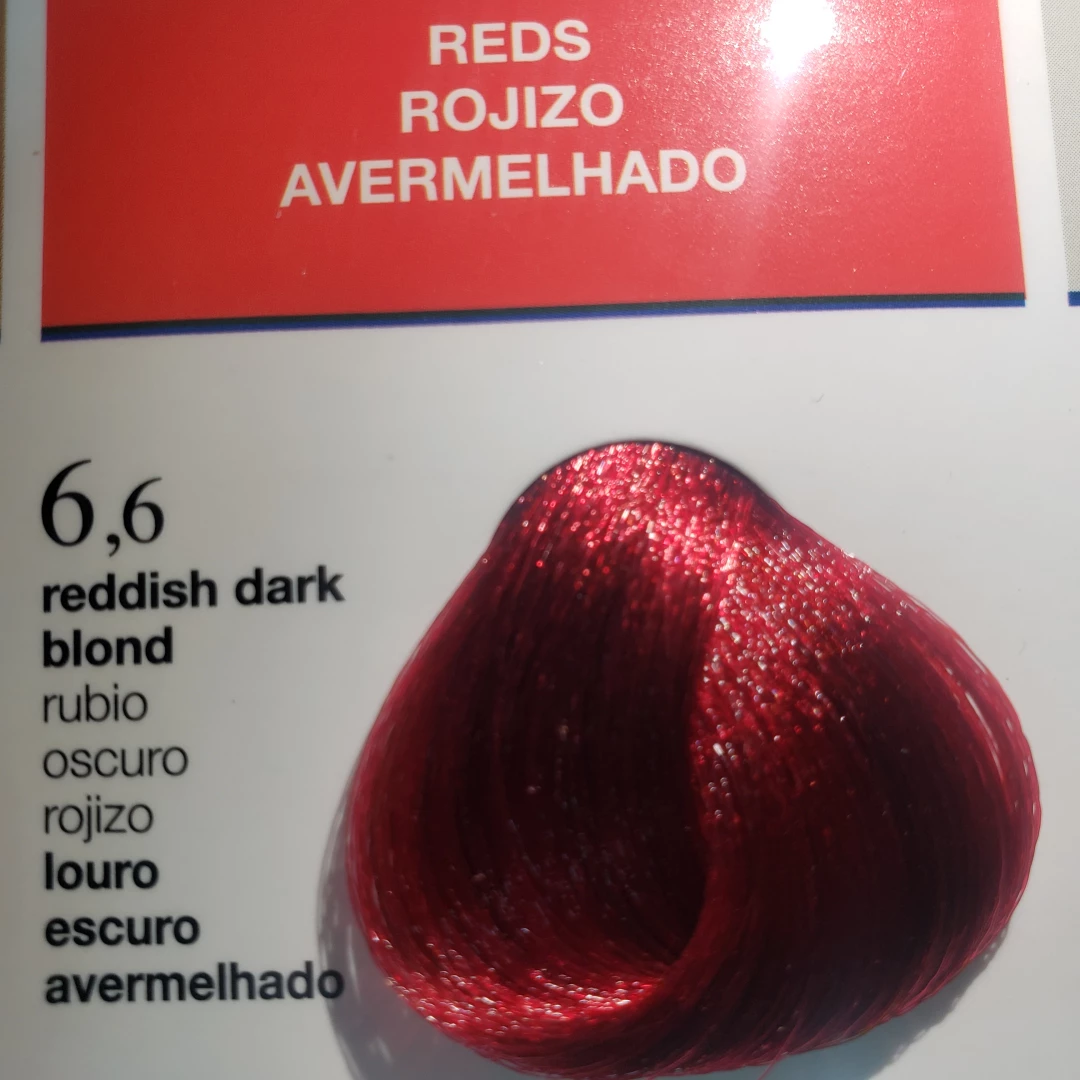 REDS
ROJIZO
AVERMELHADO
6,6
reddish dark
blond
rubio
oscuro
rojizo
louro
escuro
avermelhado